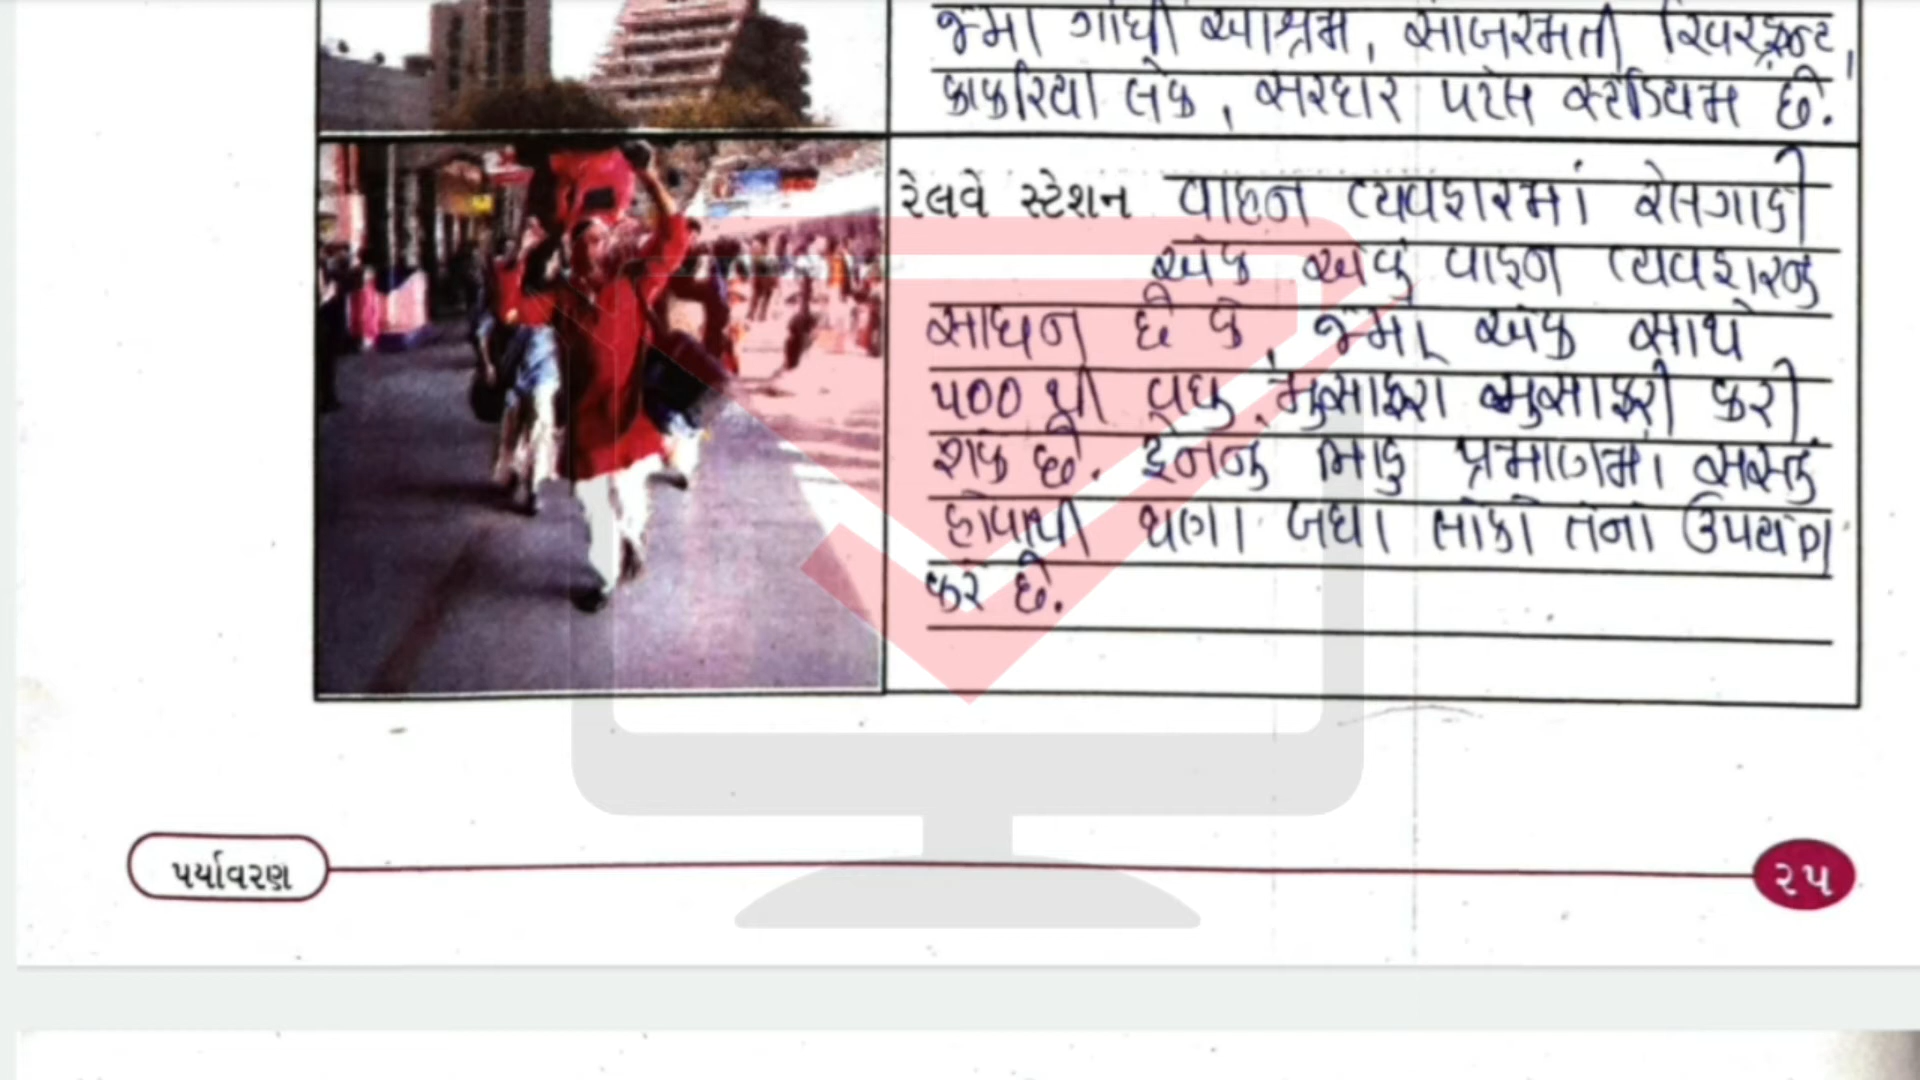 જેમાં ગાંધી આશ્રમ, સાબરમતી રિવરફ્રન્ટ,
કાંકરિયા લેક, સરદાર પટેલ સ્ટેડિયમ છે.
રેલવે સ્ટેશન વાહન વ્યવહારમાં રેલગાડી
એક એવું વાહન વ્યવહારનું
સાધન છે કે, જેમાં એક સાથે
૫૦૦ થી વધુ મુસાફરો મુસાફરી કરી
શકે છે. ટ્રેનનું ભાડું પ્રમાણમાં સસ્તું
હોવાથી ઘણા બધા લોકો તેનો ઉપયોગ
કરે છે.
પર્યાવરણ
૨૫